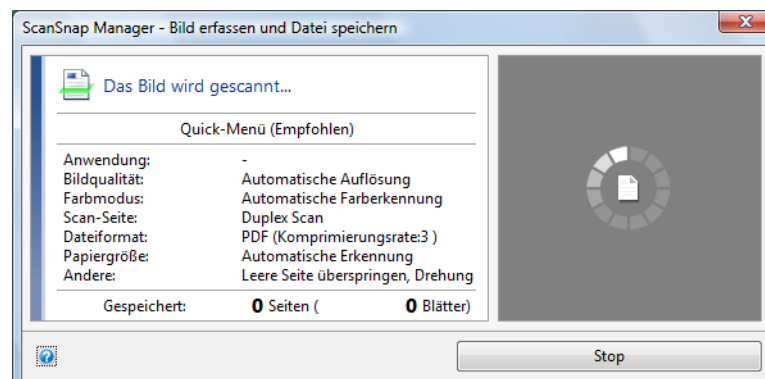 ScanSnap Manager - Bild erfassen und Datei speichern
Das Bild wird gescannt...
Quick-Menü (Empfohlen)
Anwendung: -
Bildqualität: Automatische Auflösung
Farbmodus: Automatische Farberkennung
Scan-Seite: Duplex Scan
Dateiformat: PDF (Komprimierungsrate:3 )
Papiergröße: Automatische Erkennung
Andere: Leere Seite überspringen, Drehung
Gespeichert: 0 Seiten ( 0 Blätter)
Stop